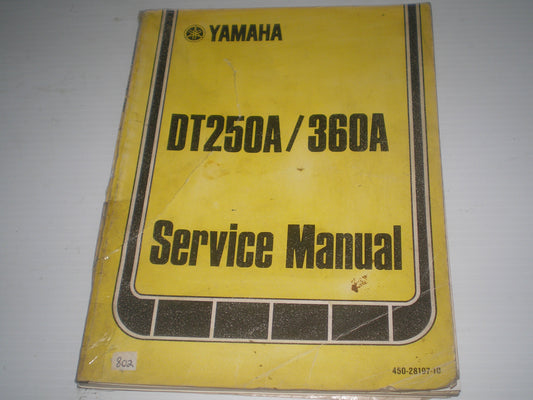 YAMAHA
DT250A/360A
Service Manual
802
450-28197-10